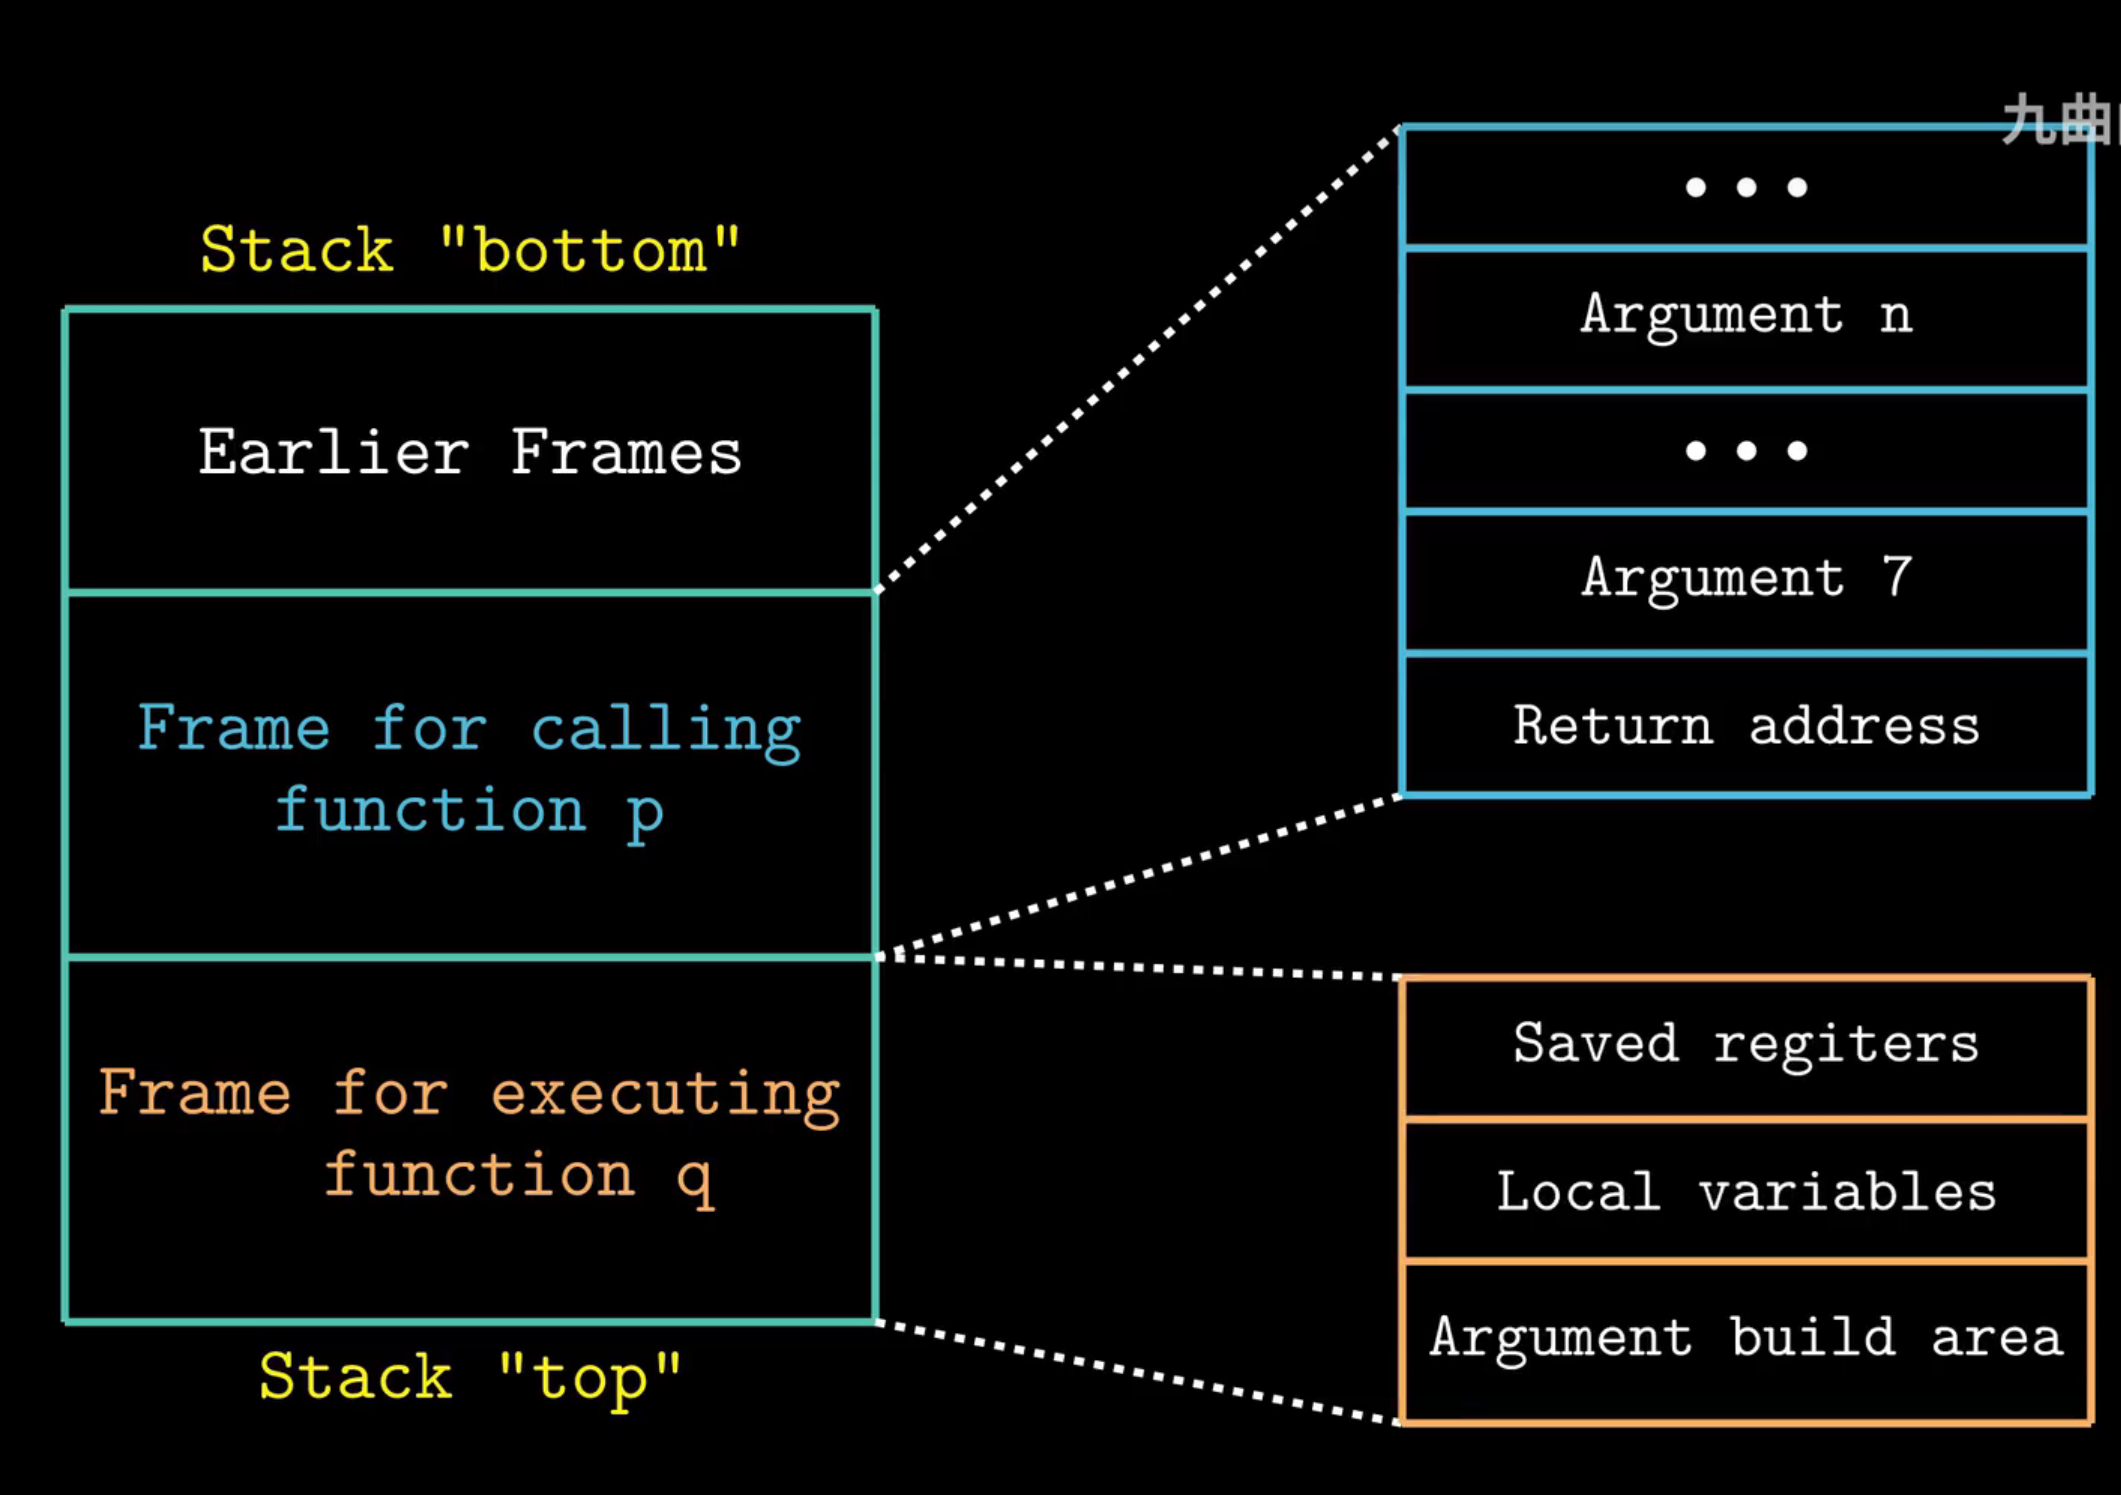 Stack "bottom"
Earlier Frames
Frame for calling
function p
Frame for executing
function q
Stack "top"
九曲
• • •
Argument n
• • •
Argument 7
Return address
Saved regiters
Local variables
Argument build area